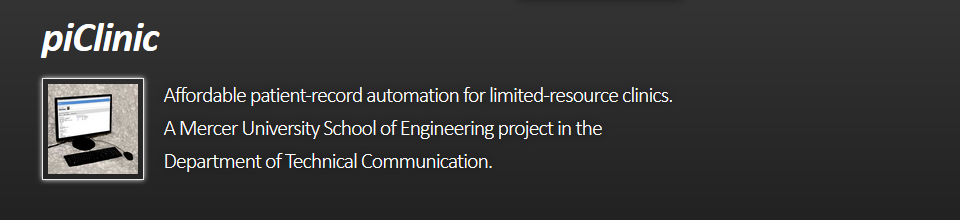 piClinic
Affordable patient-record automation for limited-resource clinics.
A Mercer University School of Engineering project in the
Department of Technical Communication.